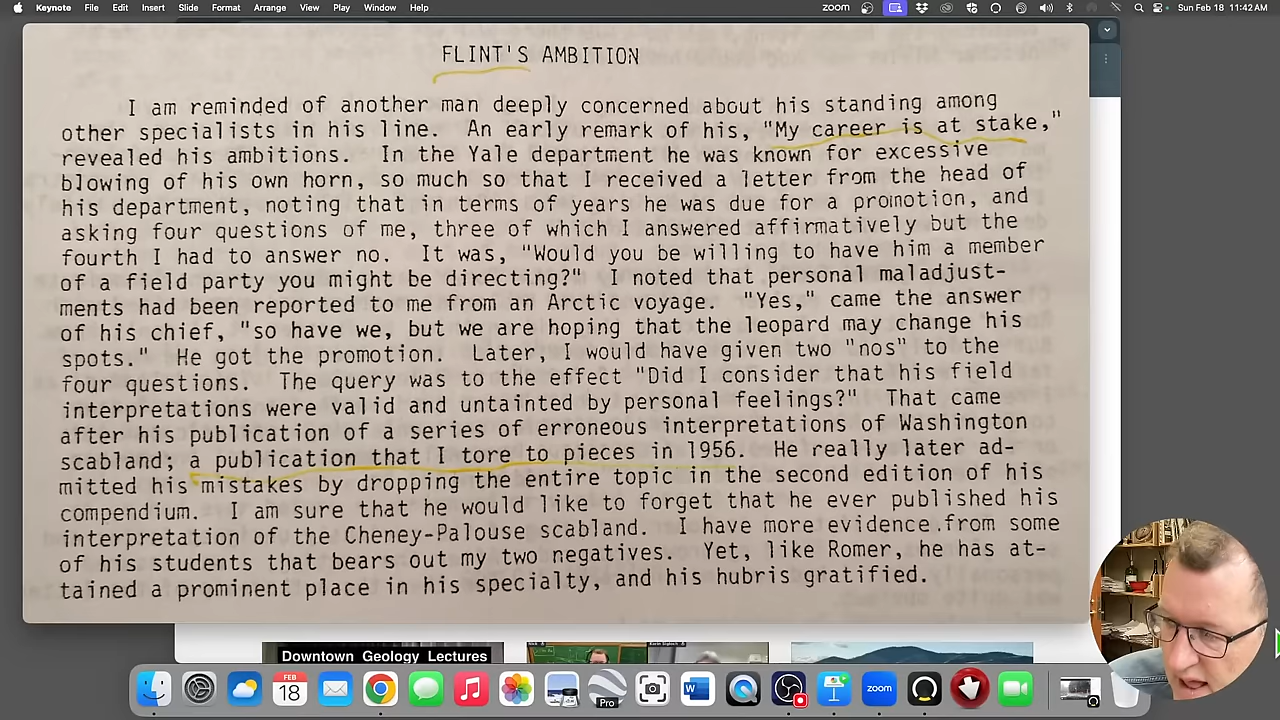 Keynote File Edit Insert Slide Format Arrange View Play Window Help zoom Sun Feb 18 11:42 AM
FLINT'S AMBITION
I am reminded of another man deeply concerned about his standing among
other specialists in his line. An early remark of his, "My career is at stake,"
revealed his ambitions. In the Yale department he was known for excessive
blowing of his own horn, so much so that I received a letter from the head of
his department, noting that in terms of years he was due for a promotion, and
asking four questions of me, three of which I answered affirmatively but the
fourth I had to answer no. It was, "Would you be willing to have him a member
of a field party you might be directing?" I noted that personal maladjust-
ments had been reported to me from an Arctic voyage. "Yes," came the answer
of his chief, "so have we, but we are hoping that the leopard may change his
spots." He got the promotion. Later, I would have given two "nos" to the
four questions. The query was to the effect "Did I consider that his field
interpretations were valid and untainted by personal feelings?" That came
after his publication of a series of erroneous interpretations of Washington
scabland; a publication that I tore to pieces in 1956. He really later ad-
mitted his mistakes by dropping the entire topic in the second edition of his
compendium. I am sure that he would like to forget that he ever published his
interpretation of the Cheney-Palouse scabland. I have more evidence from some
of his students that bears out my two negatives. Yet, like Romer, he has at-
tained a prominent place in his specialty, and his hubris gratified.
Downtown Geology Lectures
FEB
18
Pro
zoom